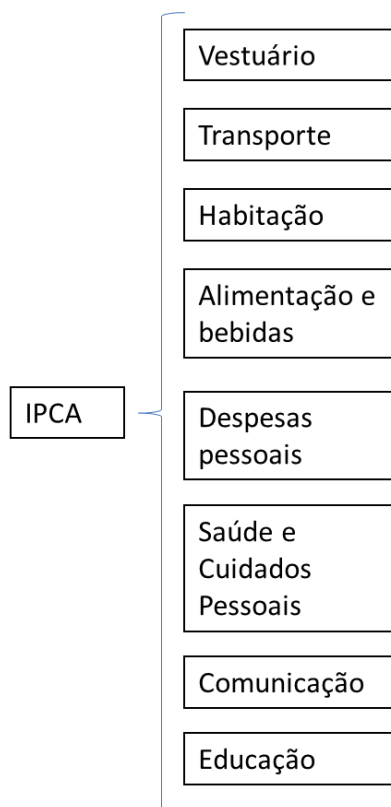 Vestuário
Transporte
Habitação
Alimentação e
bebidas
IPCA
Despesas
pessoais
Saúde e
Cuidados
Pessoais
Comunicação
Educação